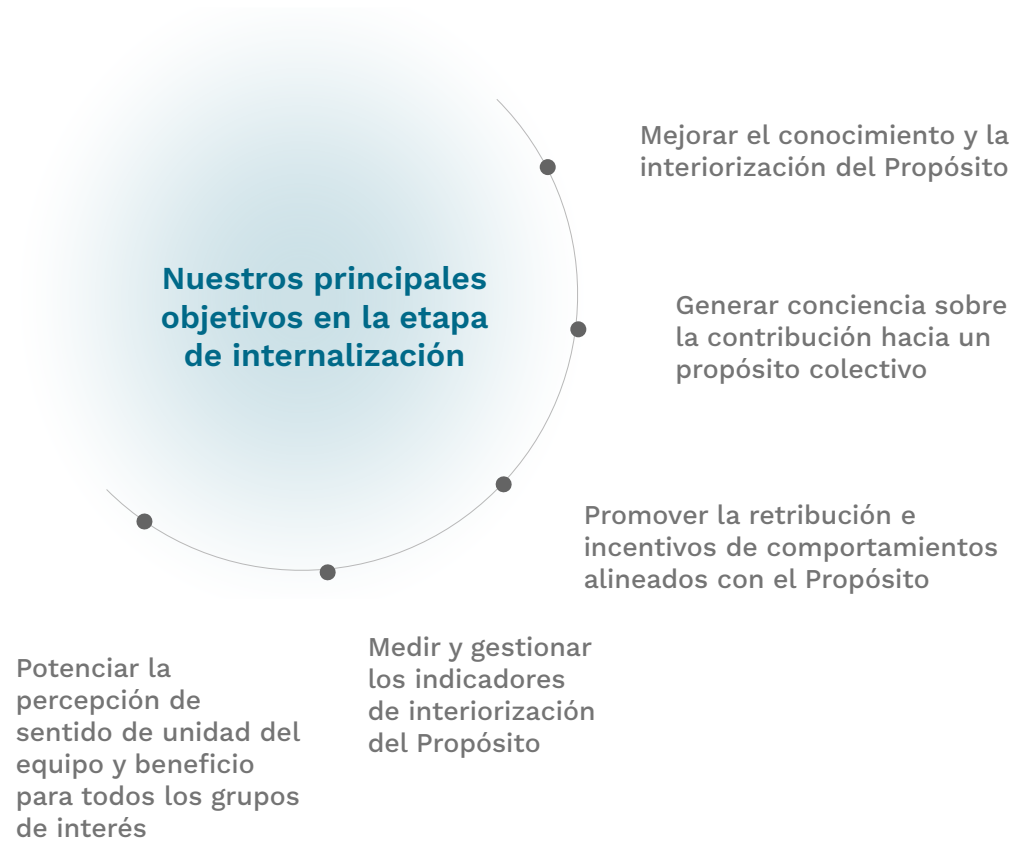 Nuestros principales
objetivos en la etapa
de internalización
Mejorar el conocimiento y la
interiorización del Propósito
Generar conciencia sobre
la contribución hacia un
propósito colectivo
Promover la retribución e
incentivos de comportamientos
alineados con el Propósito
Medir y gestionar
los indicadores
de interiorización
del Propósito
Potenciar la
percepción de
sentido de unidad del
equipo y beneficio
para todos los grupos
de interés